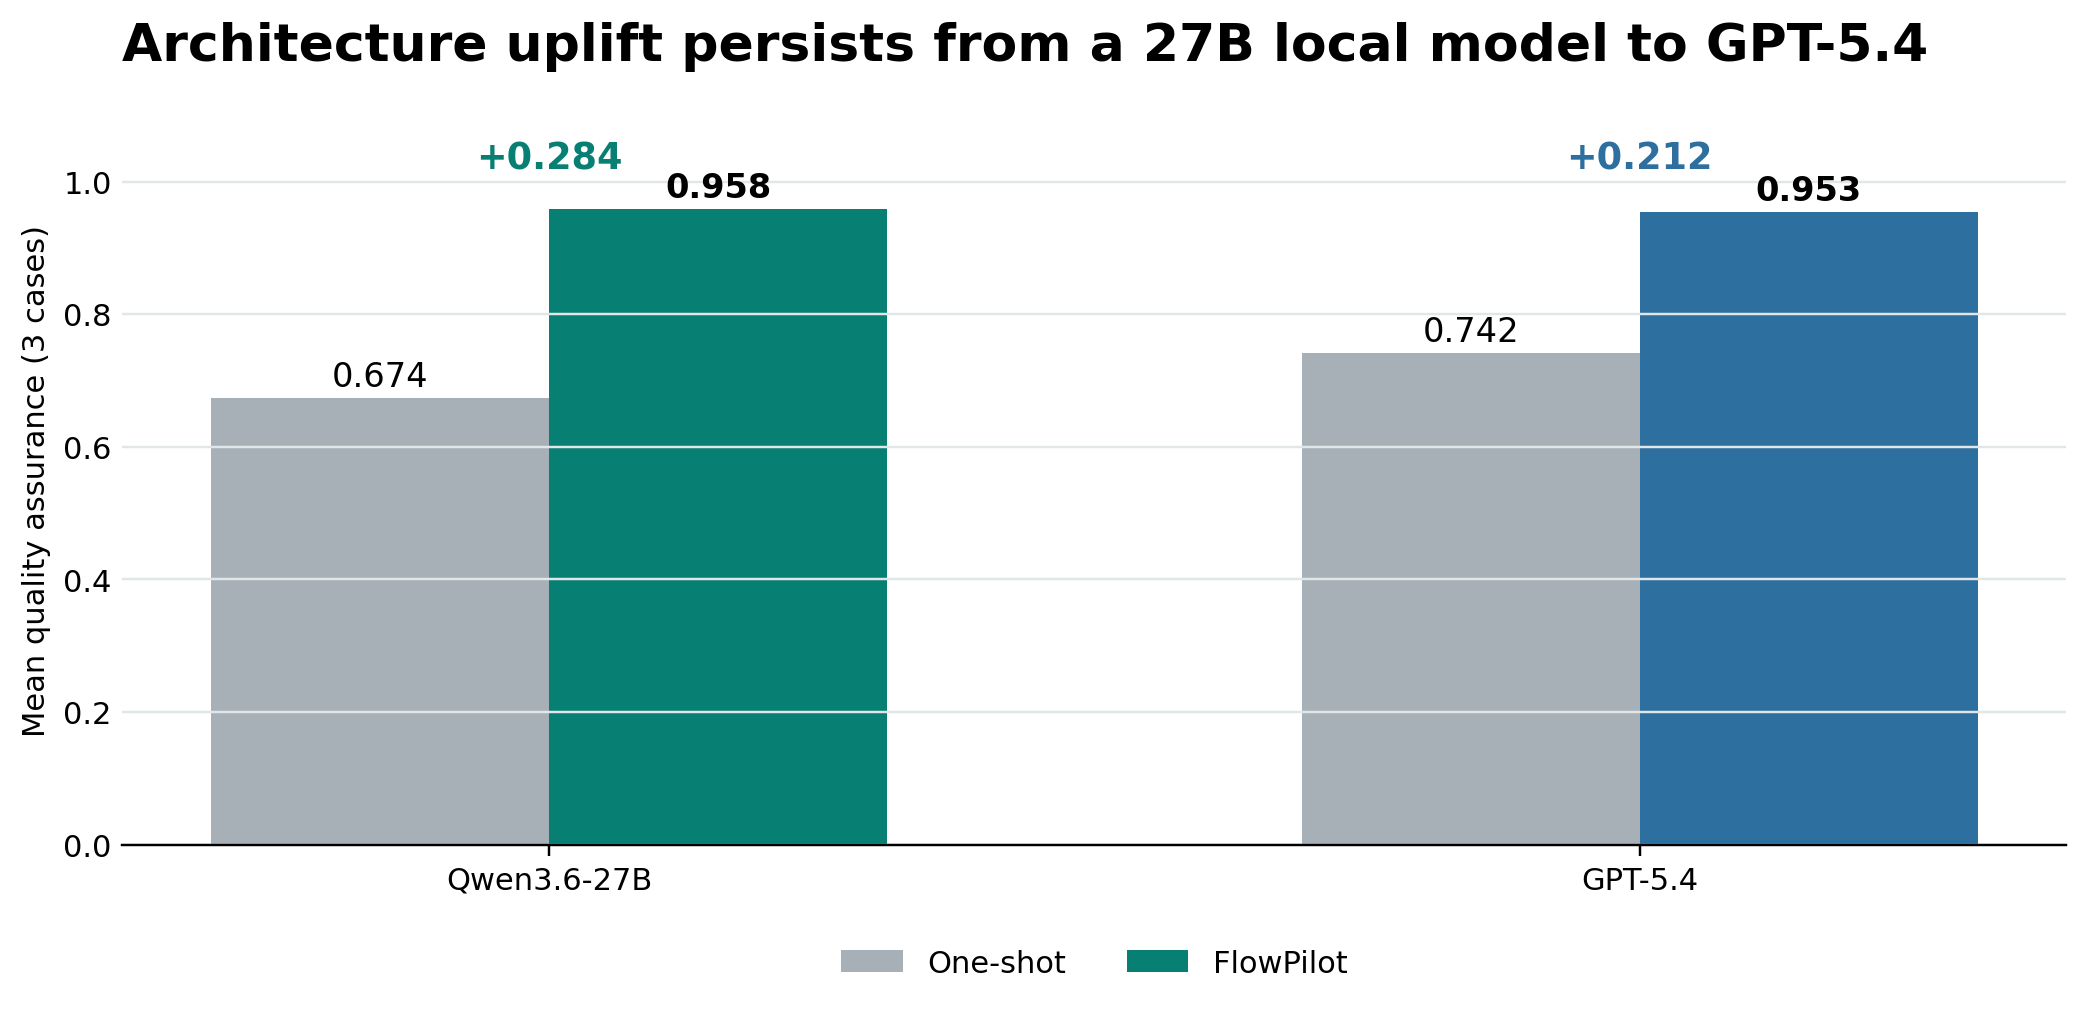 Architecture uplift persists from a 27B local model to GPT-5.4
+0.284
+0.212
0.958
0.953
0.674
0.742
Mean quality assurance (3 cases)
1.0
0.8
0.6
0.4
0.2
0.0
Qwen3.6-27B
GPT-5.4
One-shot
FlowPilot